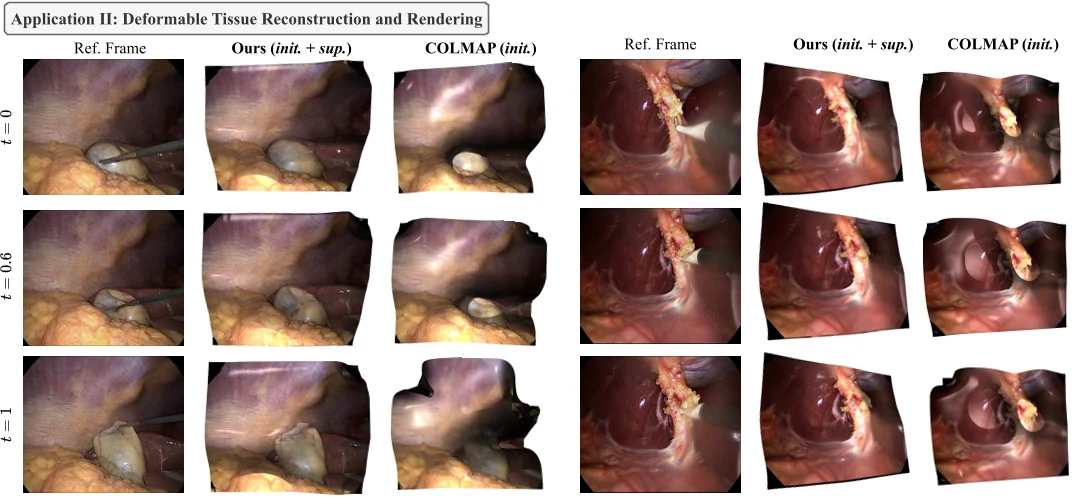 Application II: Deformable Tissue Reconstruction and Rendering
Ref. Frame Ours (init. + sup.) COLMAP (init.) Ref. Frame Ours (init. + sup.) COLMAP (init.)
t = 0
t = 0.6
t = 1